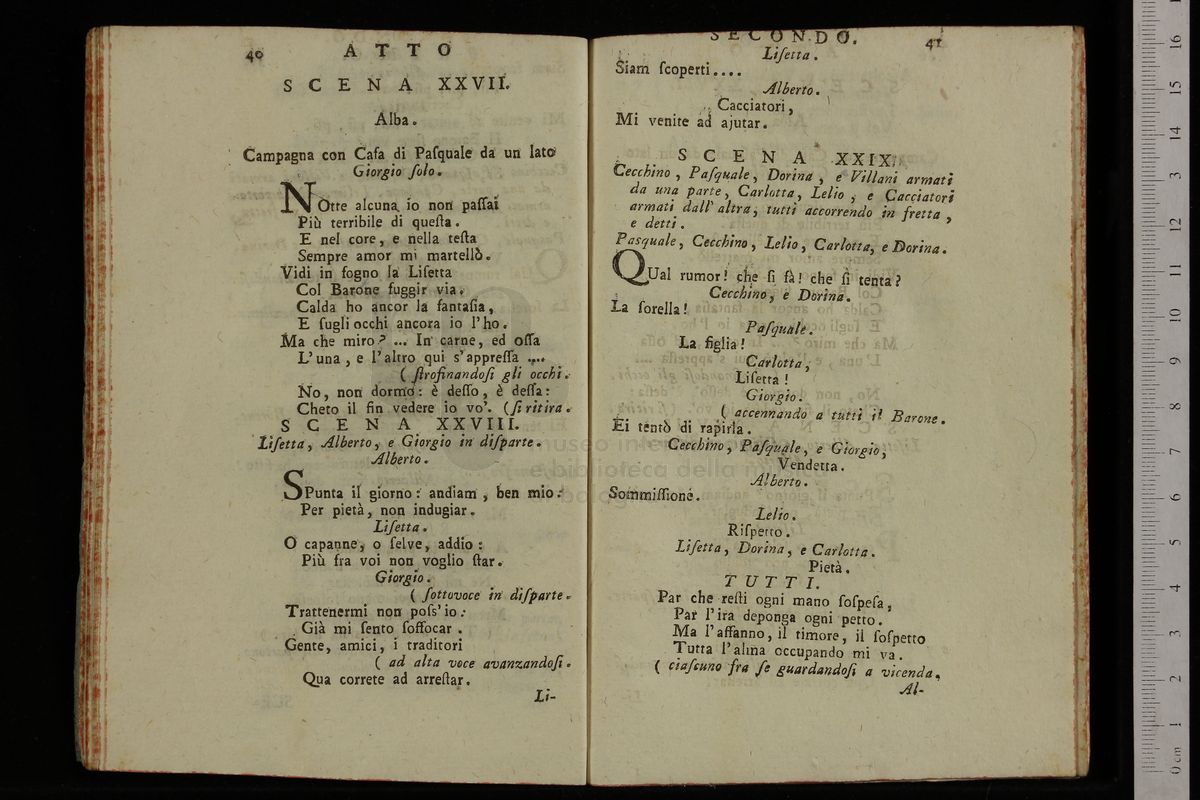 40
ATTO
SCENA XXVII.
Alba.
Campagna con Caſa di Paſquale da un lato
Giorgio ſolo.
NOtte alcuna io non paſſai
Più terribile di queſta.
E nel core, e nella teſta
Sempre amor mi martellò.
Vidi in ſogno la Liſetta
Col Barone fuggir via.
Calda ho ancor la fantaſia,
E ſugli occhi ancora io l'ho.
Ma che miro? ... In carne, ed oſſa
L'una, e l'altro qui s'appreſſa ....
( ſtrofinandoſi gli occhi.
No, non dormo: è deſſo, è deſſa:
Cheto il fin vedere io vo'. (ſi ritira.
SCENA XXVIII.
Liſetta, Alberto, e Giorgio in diſparte.
Alberto.
SPunta il giorno: andiam, ben mio:
Per pietà, non indugiar.
Liſetta.
O capanne, o ſelve, addio:
Più fra voi non voglio ſtar.
Giorgio.
( ſottovoce in diſparte.
Trattenermi non poſs'io:
Già mi ſento ſoffocar.
Gente, amici, i traditori
( ad alta voce avanzandoſi.
Qua correte ad arreſtar.
Li-
SECONDO.
41
Liſetta.
Siam ſcoperti....
Alberto.
Cacciatori,
Mi venite ad ajutar.
SCENA XXIX.
Cecchino, Paſquale, Dorina, e Villani armati
da una parte, Carlotta, Lelio, e Cacciatori
armati dall'altra, tutti accorrendo in fretta,
e detti.
Pasquale, Cecchino, Lelio, Carlotta, e Dorina.
QUal rumor! che ſi fà! che ſi tenta?
Cecchino, e Dorina.
La ſorella!
Paſquale.
La figlia!
Carlotta,
Liſetta!
Giorgio.
( accennando a tutti il Barone.
Ei tentò di rapirla.
Cecchino, Paſquale, e Giorgio,
Vendetta.
Alberto.
Sommiſſione.
Lelio.
Riſpetto.
Liſetta, Dorina, e Carlotta.
Pietà.
TUTTI.
Par che reſti ogni mano ſoſpeſa,
Par l'ira deponga ogni petto.
Ma l'affanno, il timore, il ſoſpetto
Tutta l'alma occupando mi va.
( ciaſcuno fra ſe guardandoſi a vicenda.
Al-